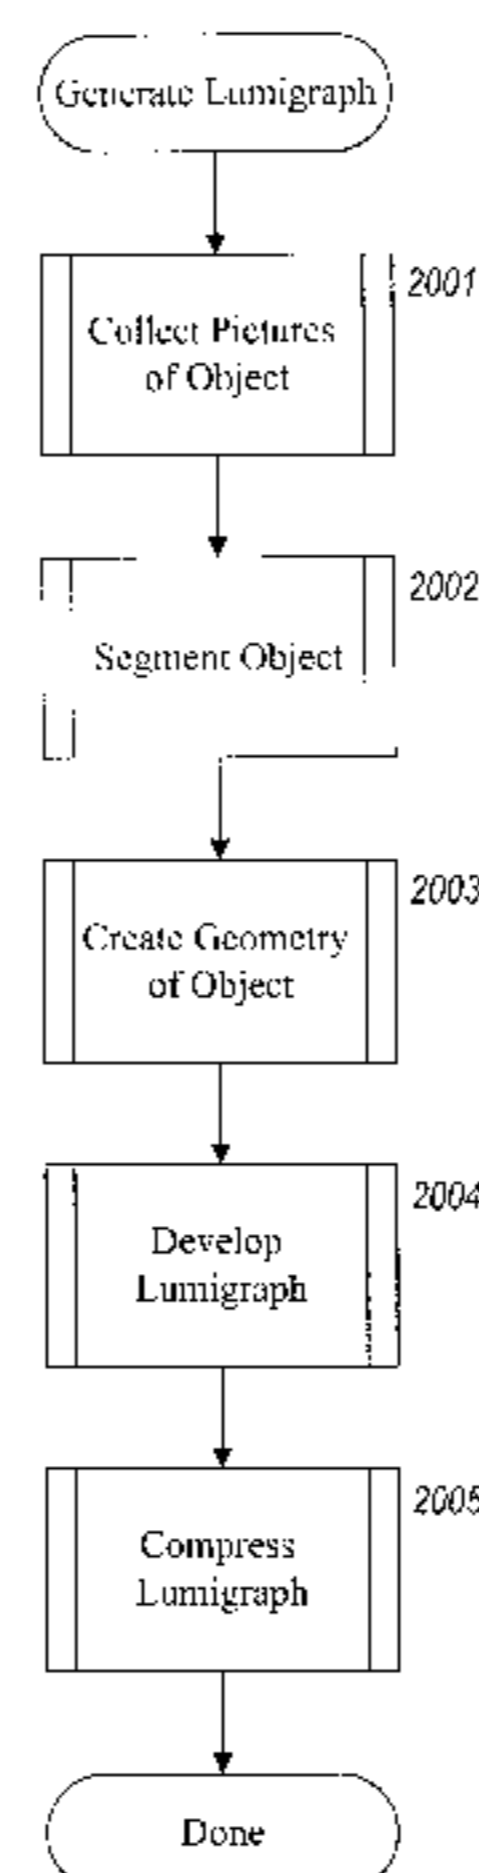 Generate Lumigraph
2001
Collect Pictures
of Object
2002
Segment Object
2003
Create Geometry
of Object
2004
Develop
Lumigraph
2005
Compress
Lumigraph
Done